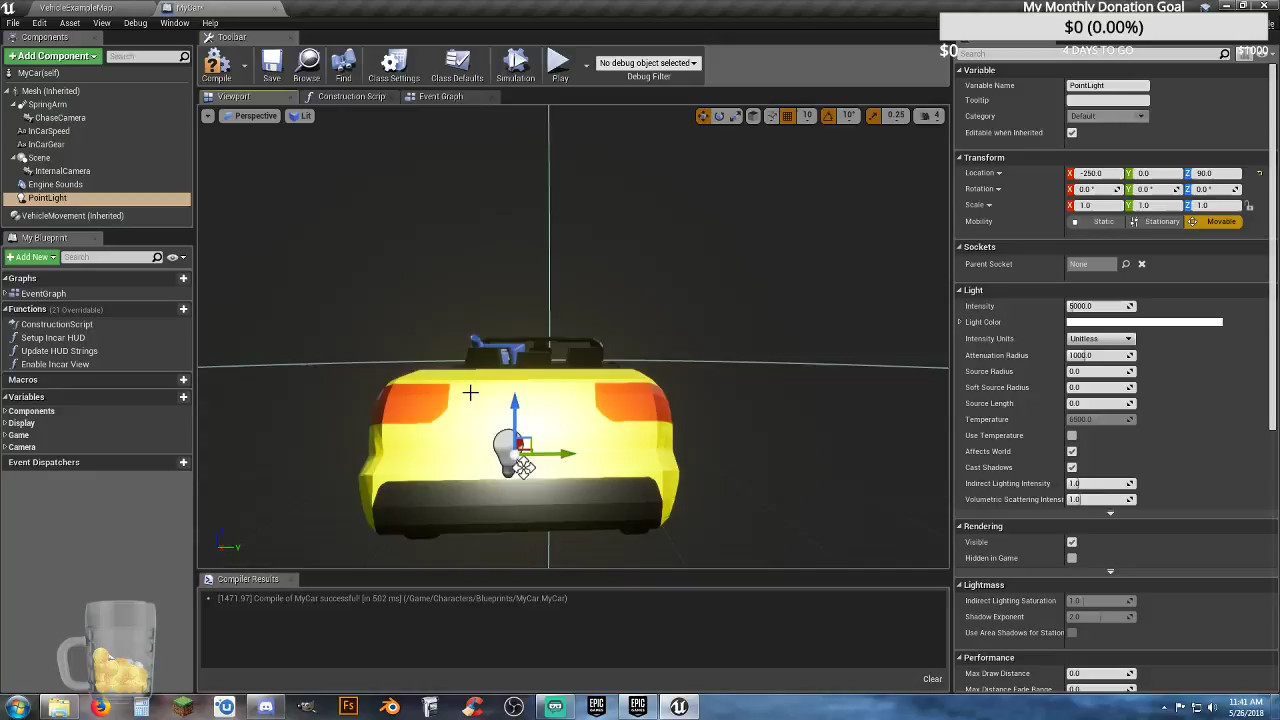 VehicleExampleMap
MyCar*
My Monthly Donation Goal
$0 (0.00%)
$0
4 DAYS TO GO
$1000
File
Edit
Asset
View
Debug
Window
Help
Components
+ Add Component
Search
MyCar(self)
Mesh (Inherited)
SpringArm
ChaseCamera
InCarSpeed
InCarGear
Scene
InternalCamera
Engine Sounds
PointLight
VehicleMovement (Inherited)
My Blueprint
+ Add New
Search
Graphs
EventGraph
Functions (21 Overridable)
ConstructionScript
Setup Incar HUD
Update HUD Strings
Enable Incar View
Macros
Variables
Components
Display
Game
Camera
Event Dispatchers
Toolbar
Compile
Save
Browse
Find
Class Settings
Class Defaults
Simulation
Play
No debug object selected
Debug Filter
Viewport
Construction Scrip
Event Graph
Perspective
Lit
10
10°
0.25
4
Y
Compiler Results
[1471.97] Compile of MyCar successful! [in 502 ms] (/Game/Characters/Blueprints/MyCar.MyCar)
Clear
Search
Variable
Variable Name
PointLight
Tooltip
Category
Default
Editable when Inherited
Transform
Location
X -250.0
Y 0.0
Z 90.0
Rotation
X 0.0 °
Y 0.0 °
Z 0.0 °
Scale
X 1.0
Y 1.0
Z 1.0
Mobility
Static
Stationary
Movable
Sockets
Parent Socket
None
Light
Intensity
5000.0
Light Color
Intensity Units
Unitless
Attenuation Radius
1000.0
Source Radius
0.0
Soft Source Radius
0.0
Source Length
0.0
Temperature
6500.0
Use Temperature
Affects World
Cast Shadows
Indirect Lighting Intensity
1.0
Volumetric Scattering Intens
1.0
Rendering
Visible
Hidden in Game
Lightmass
Indirect Lighting Saturation
1.0
Shadow Exponent
2.0
Use Area Shadows for Station
Performance
Max Draw Distance
0.0
Max Distance Fade Range
0.0
Fs
EPIC
GAMES
EPIC
GAMES
11:41 AM
5/26/2018